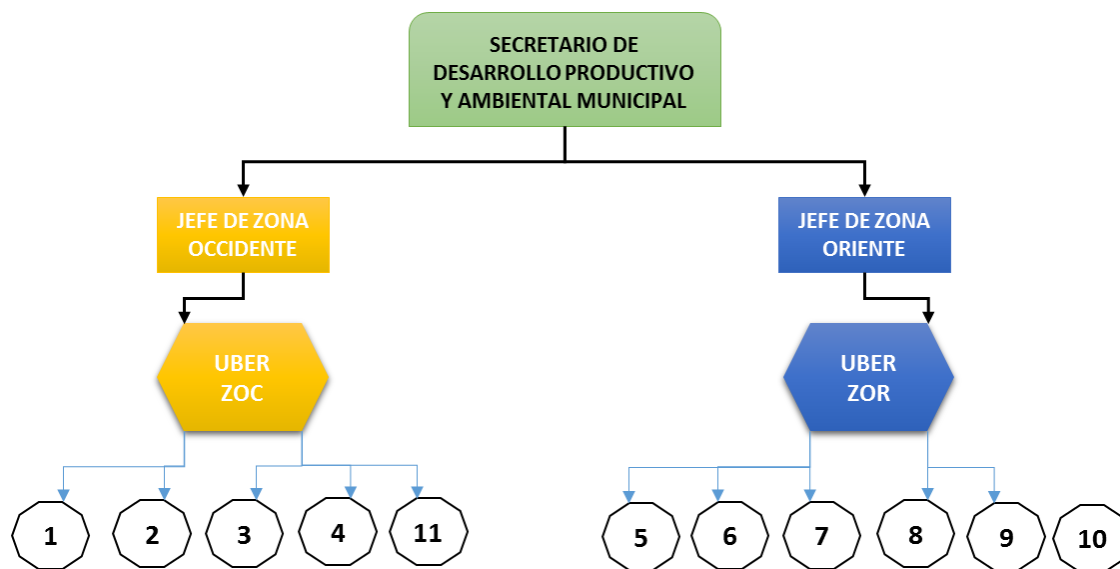 SECRETARIO DE
DESARROLLO PRODUCTIVO
Y AMBIENTAL MUNICIPAL
JEFE DE ZONA
OCCIDENTE
JEFE DE ZONA
ORIENTE
UBER
ZOC
UBER
ZOR
1
2
3
4
11
5
6
7
8
9
10